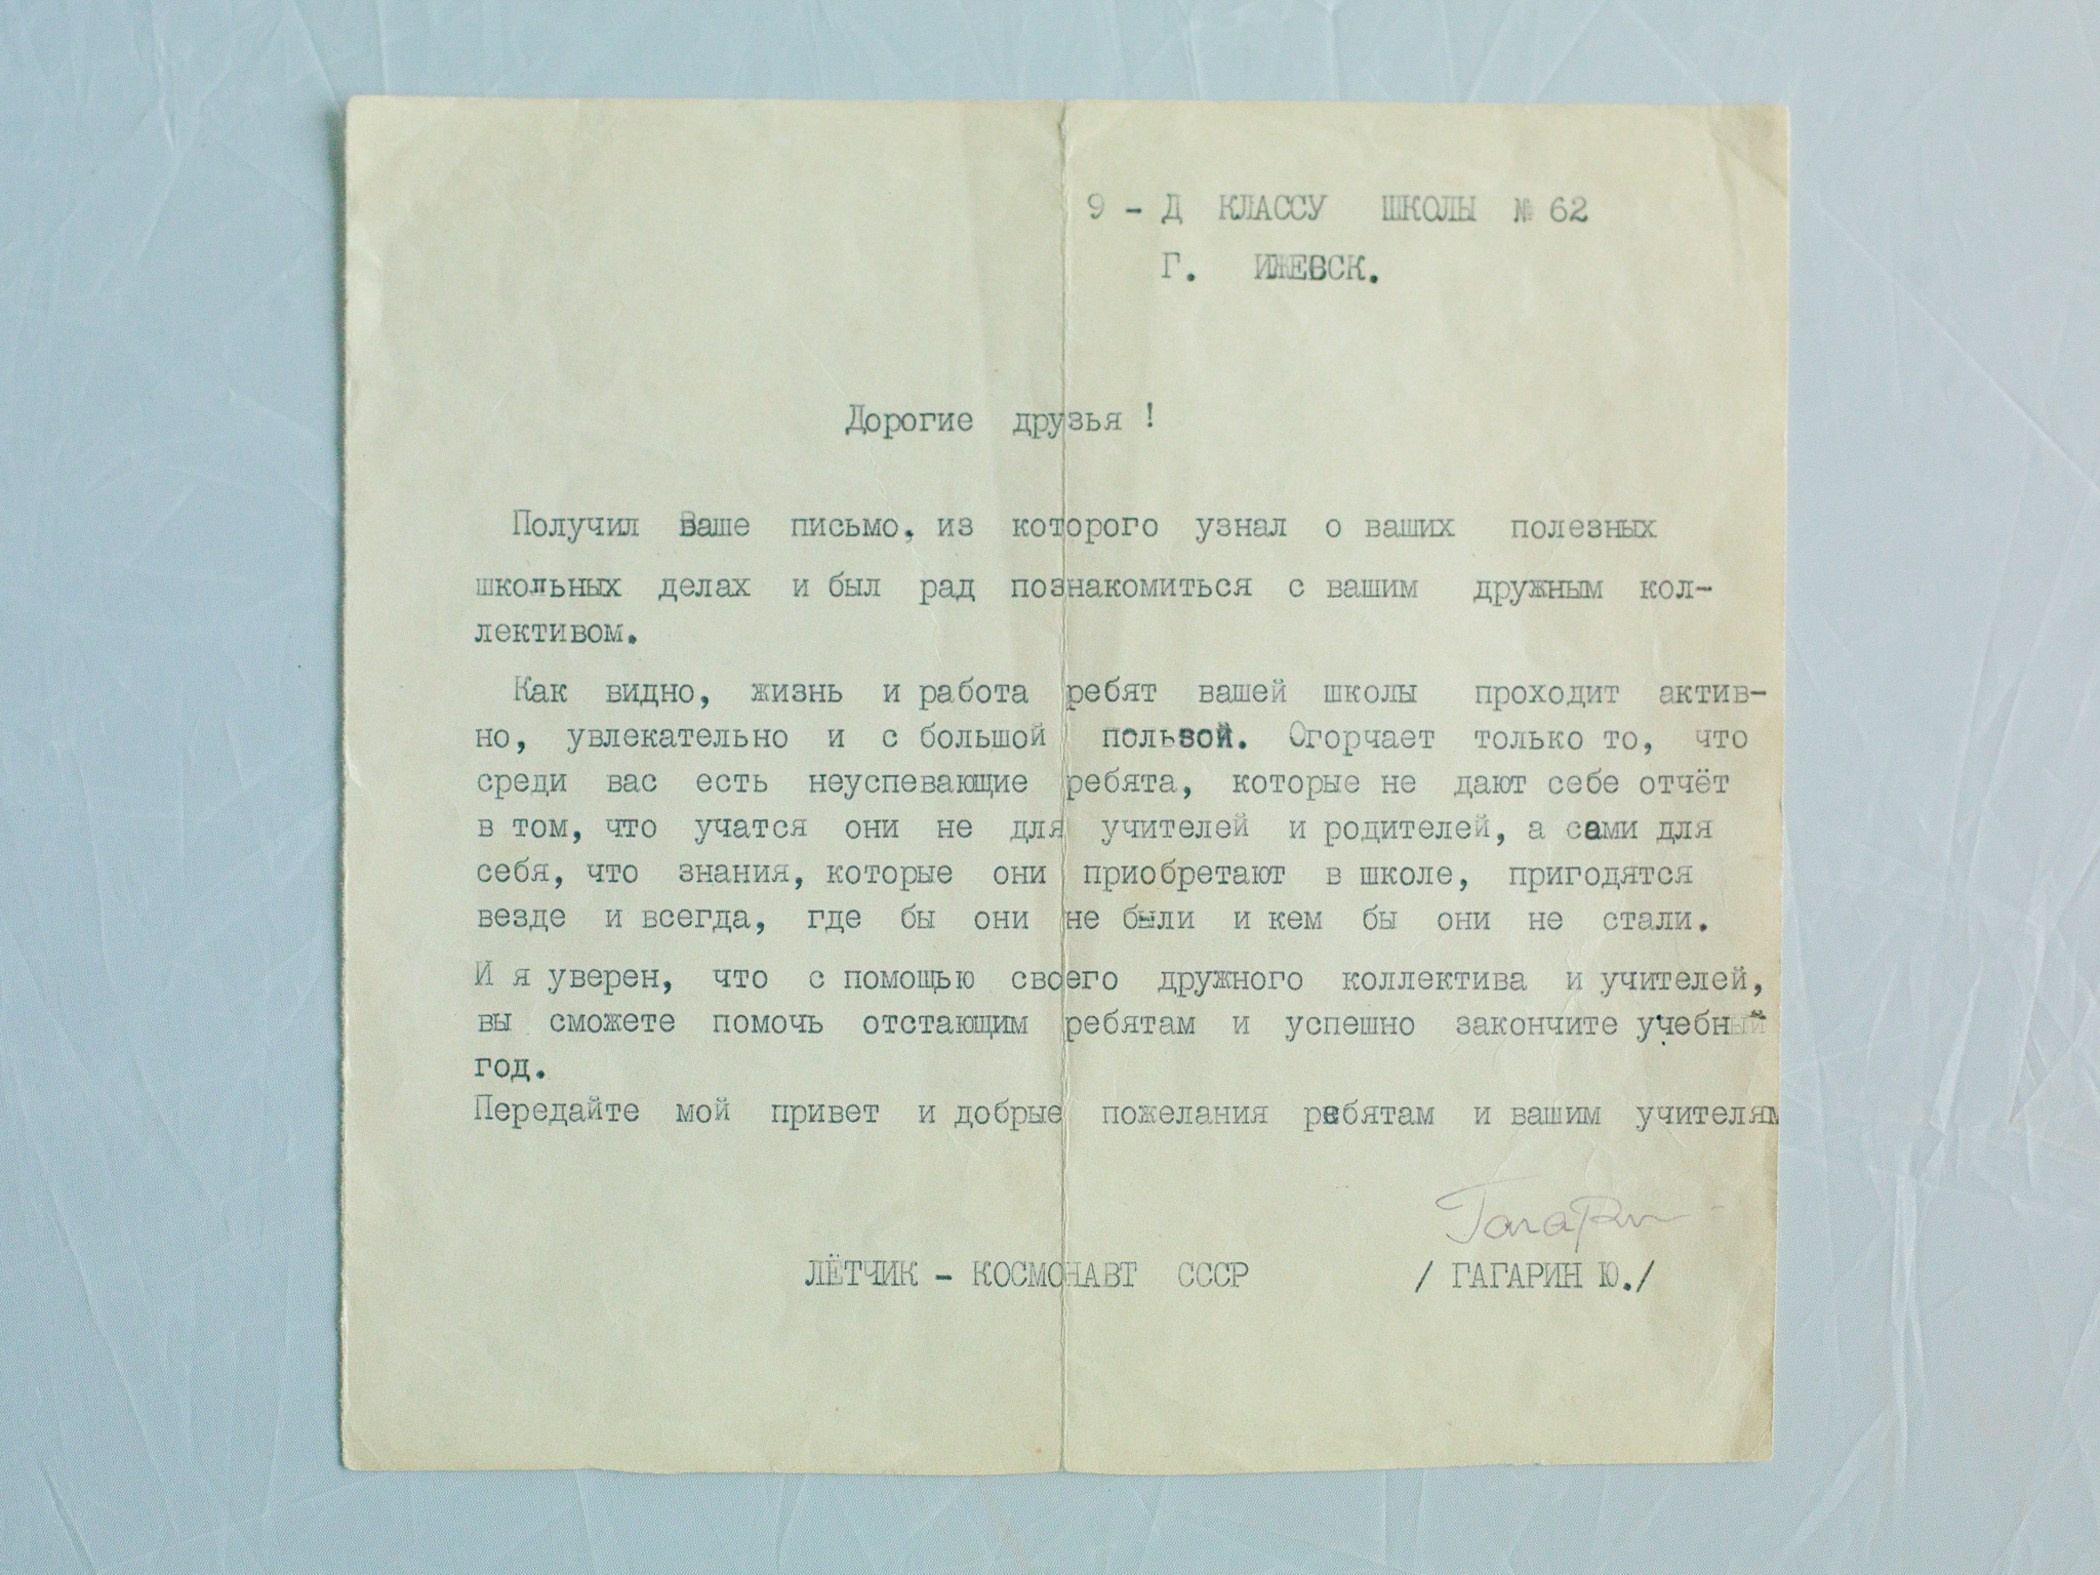 9 - Д КЛАССУ ШКОЛЫ № 62
Г. ИЖЕВСК.
Дорогие друзья !
Получил Ваше письмо, из которого узнал о ваших полезных
школьных делах и был рад познакомиться с вашим дружным кол-
лективом.
Как видно, жизнь и работа ребят вашей школы проходит актив-
но, увлекательно и с большой пользой. Огорчает только то, что
среди вас есть неуспевающие ребята, которые не дают себе отчёт
в том, что учатся они не для учителей и родителей, а сами для
себя, что знания, которые они приобретают в школе, пригодятся
везде и всегда, где бы они не были и кем бы они не стали.
И я уверен, что с помощью своего дружного коллектива и учителей,
вы сможете помочь отстающим ребятам и успешно закончите учебный
год.
Передайте мой привет и добрые пожелания ребятам и вашим учителям
Гагарин
ЛЁТЧИК - КОСМОНАВТ СССР / ГАГАРИН Ю./